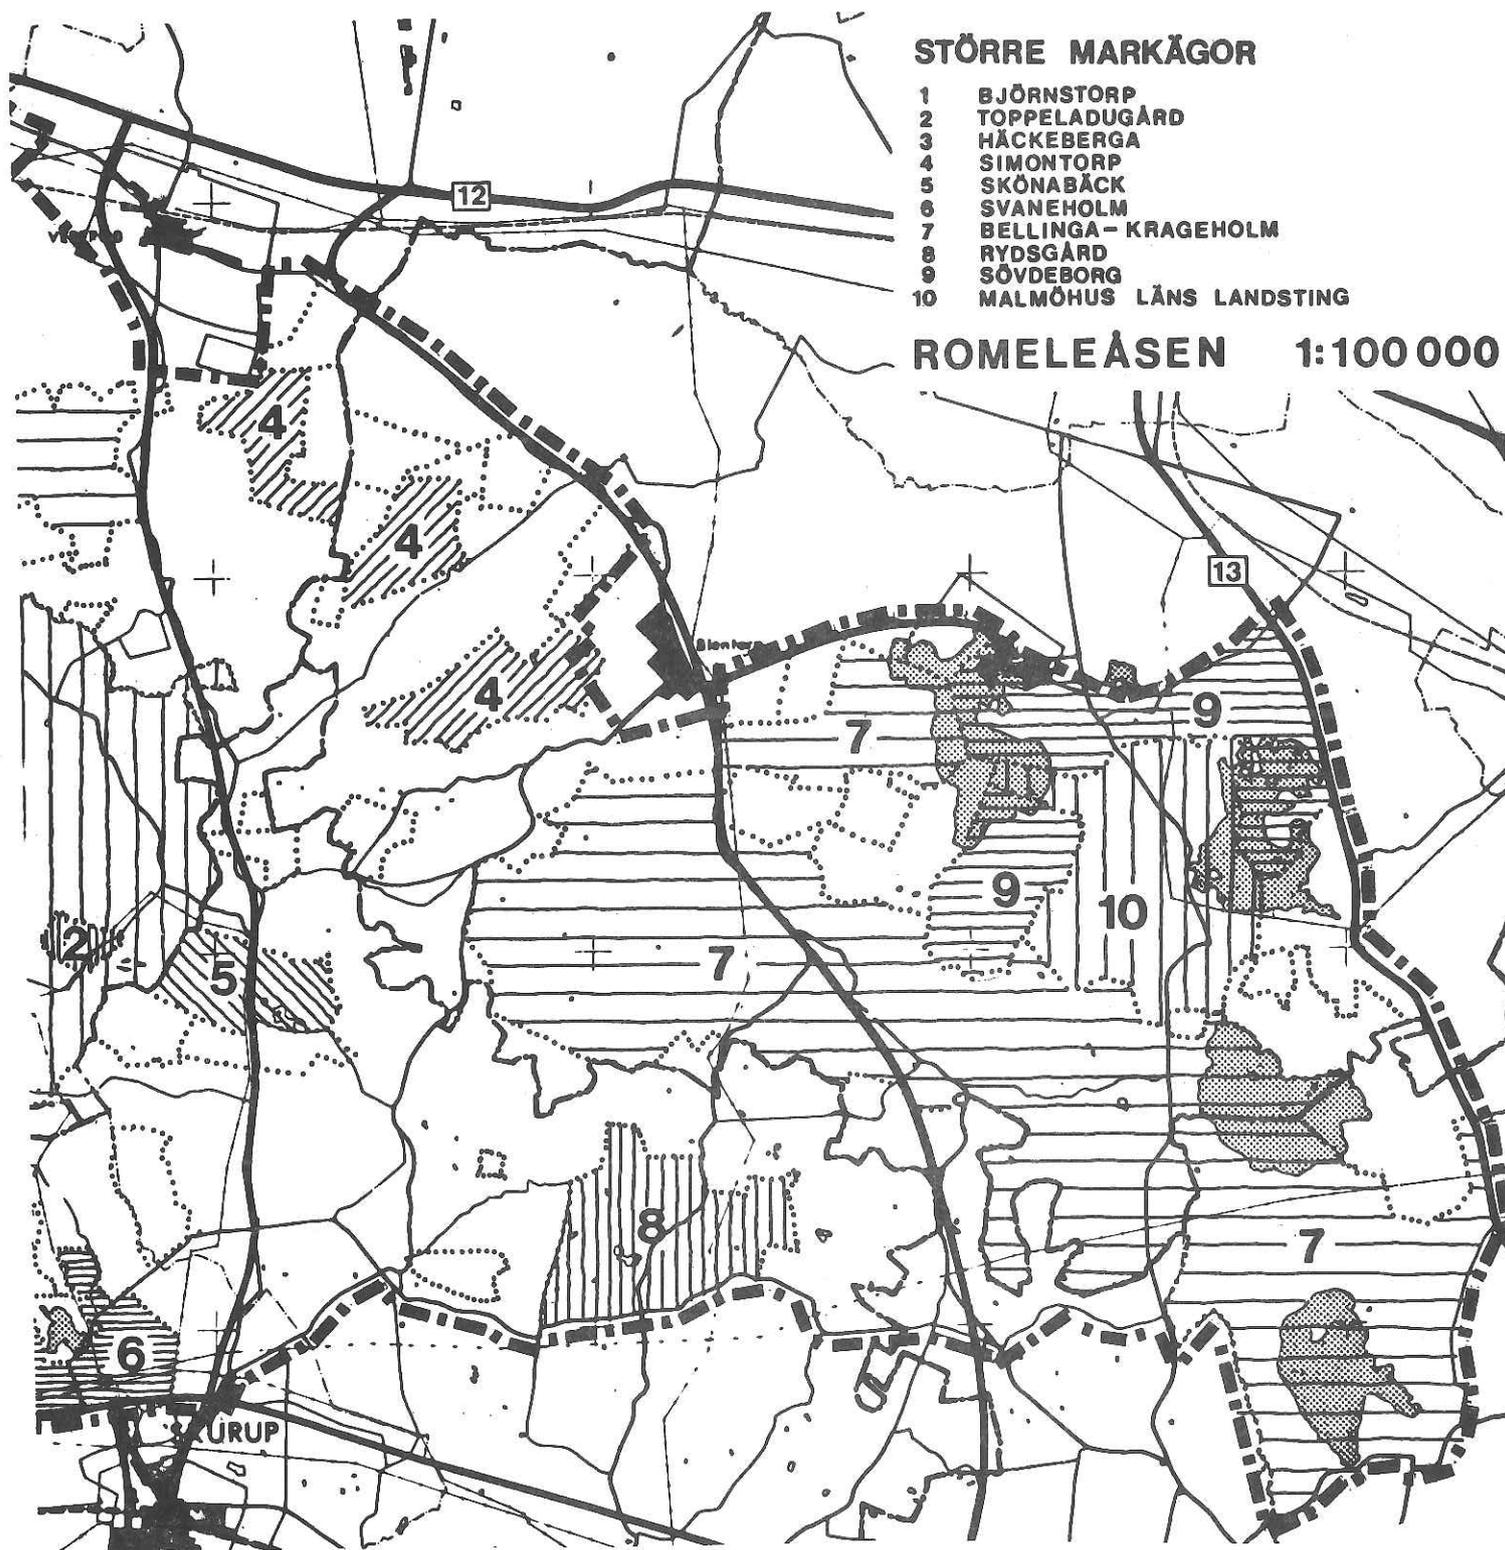 STÖRRE MARKÄGOR
1 BJÖRNSTORP
2 TOPPELADUGÅRD
3 HÄCKEBERGA
4 SIMONTORP
5 SKÖNABÄCK
6 SVANEHOLM
7 BELLINGA-KRAGEHOLM
8 RYDSGÅRD
9 SÖVDEBORG
10 MALMÖHUS LÄNS LANDSTING
ROMELEÅSEN 1:100 000
12
4
4
13
4
9
7
9
10
2
7
5
8
7
6
SKURUP